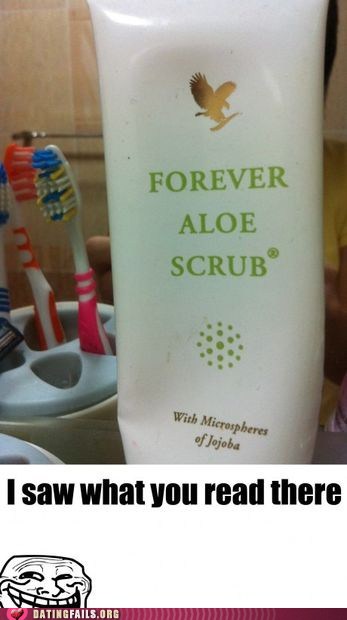 FOREVER
ALOE
SCRUB®
With Microspheres
of Jojoba
I saw what you read there
DATINGFAILS.ORG